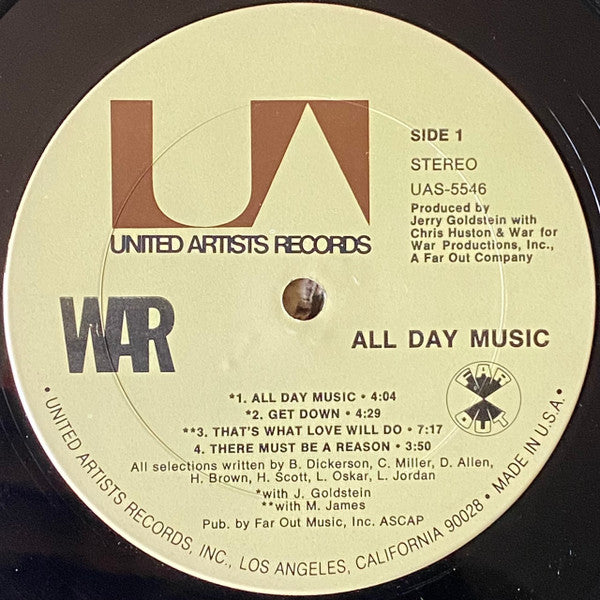 UA
UNITED ARTISTS RECORDS
SIDE 1
STEREO
UAS-5546
Produced by
Jerry Goldstein with
Chris Huston & War for
War Productions, Inc.,
A Far Out Company
WAR
ALL DAY MUSIC
FAR
OUT
*1. ALL DAY MUSIC • 4:04
*2. GET DOWN • 4:29
**3. THAT'S WHAT LOVE WILL DO • 7:17
4. THERE MUST BE A REASON • 3:50
All selections written by B. Dickerson, C. Miller, D. Allen,
H. Brown, H. Scott, L. Oskar, L. Jordan
*with J. Goldstein
**with M. James
Pub. by Far Out Music, Inc. ASCAP
• UNITED ARTISTS RECORDS, INC., LOS ANGELES, CALIFORNIA 90028 • MADE IN U.S.A. •